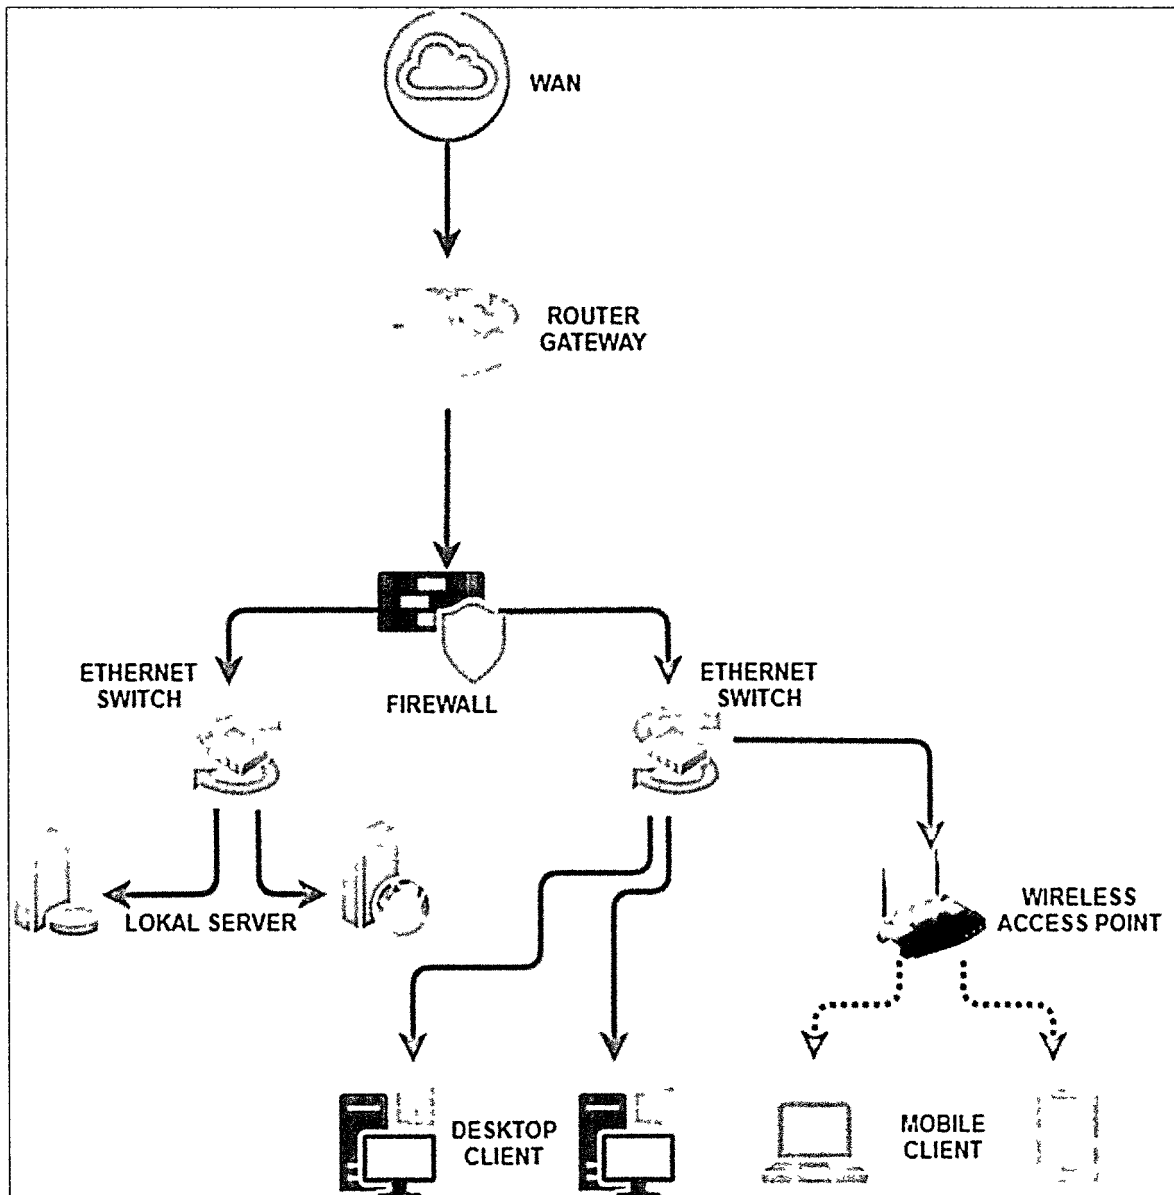 WAN
ROUTER
GATEWAY
ETHERNET
SWITCH
FIREWALL
ETHERNET
SWITCH
LOKAL SERVER
WIRELESS
ACCESS POINT
DESKTOP
CLIENT
MOBILE
CLIENT